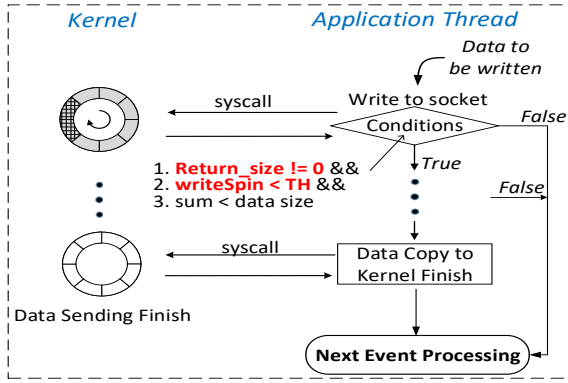 Kernel
Application Thread
Data to
be written
syscall
Write to socket
Conditions
False
1. Return_size != 0 &&
2. writeSpin < TH &&
3. sum < data size
True
False
syscall
Data Copy to
Kernel Finish
Data Sending Finish
Next Event Processing